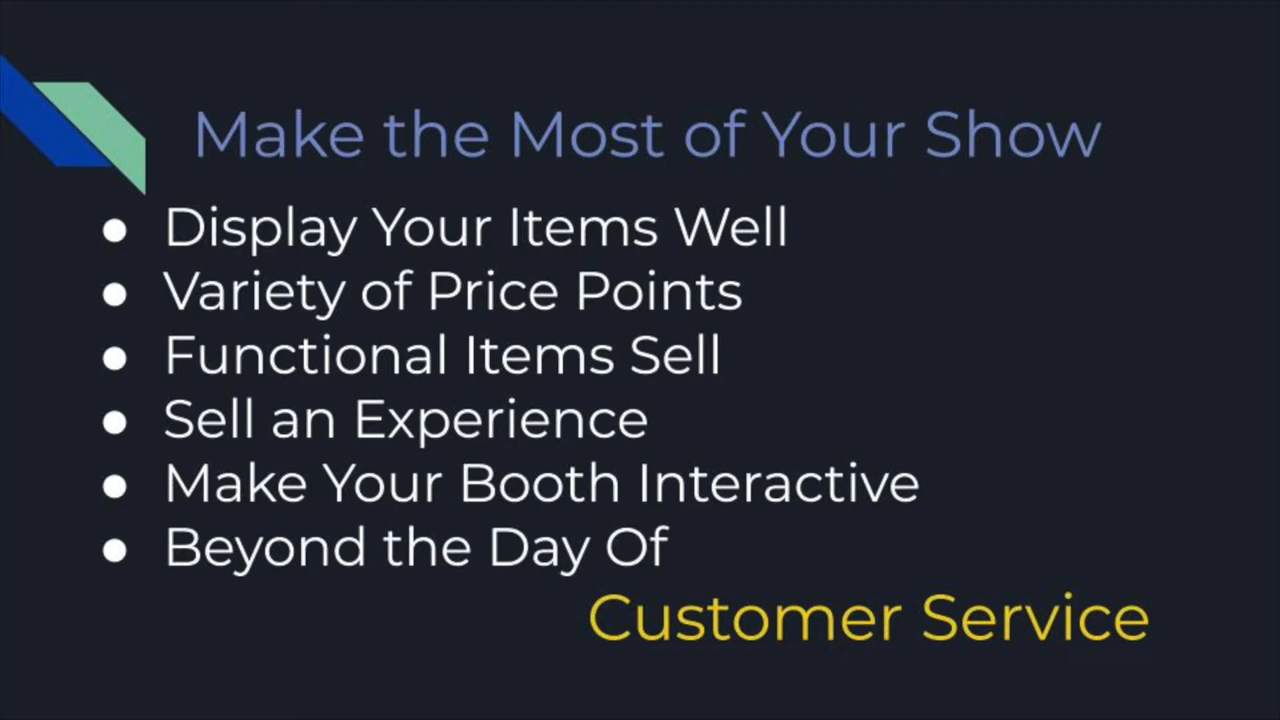 Make the Most of Your Show
● Display Your Items Well
● Variety of Price Points
● Functional Items Sell
● Sell an Experience
● Make Your Booth Interactive
● Beyond the Day Of
Customer Service